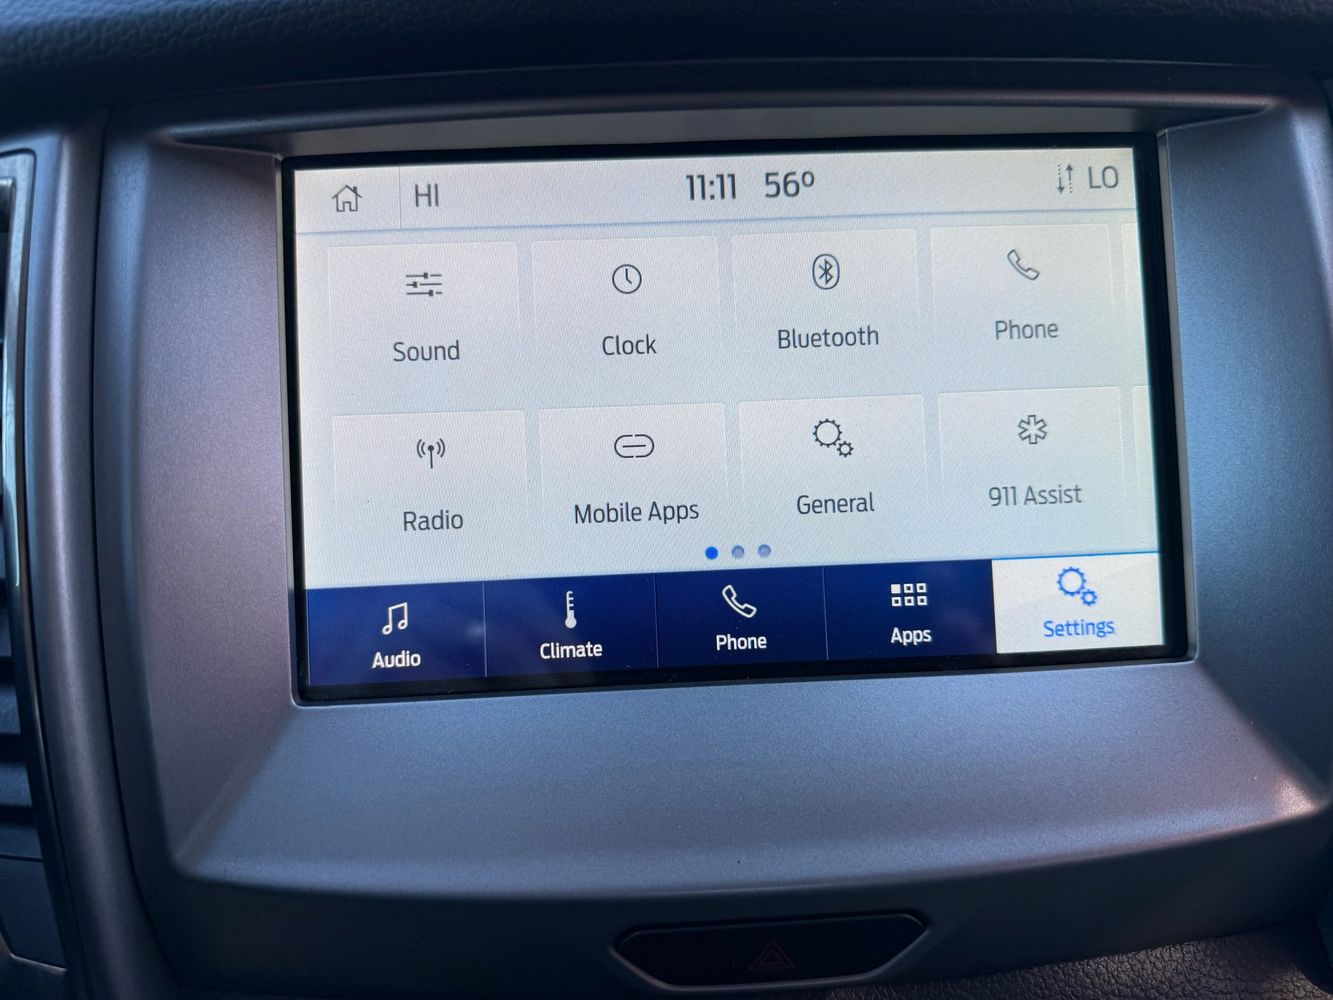 HI 11:11 56° LO
Sound Clock Bluetooth Phone
Radio Mobile Apps General 911 Assist
Audio Climate Phone Apps Settings